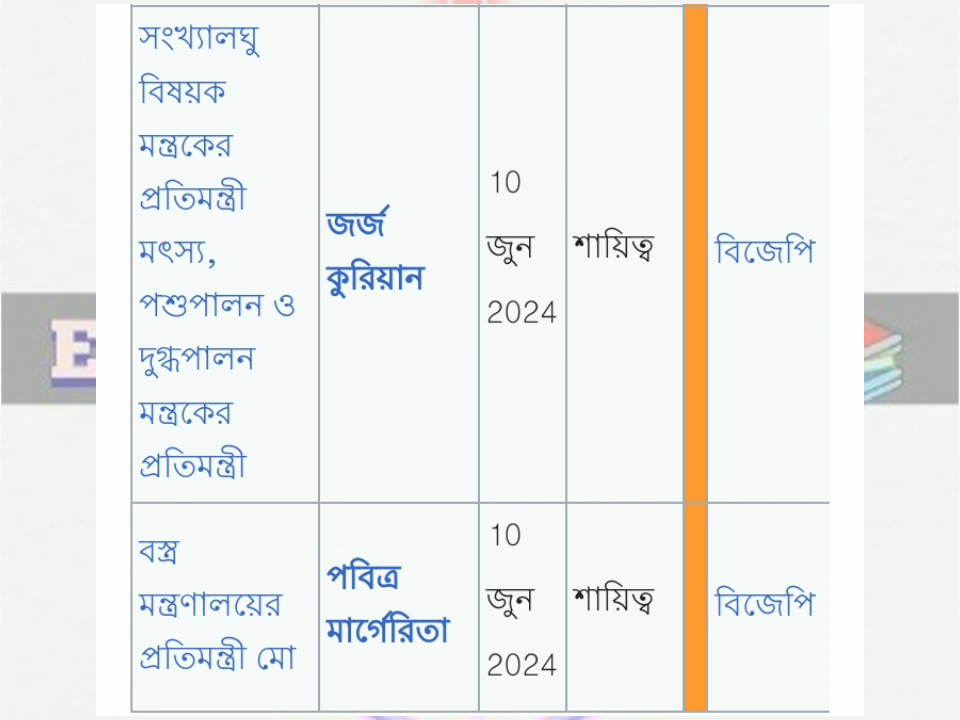 সংখ্যালঘু
বিষয়ক
মন্ত্রকের
প্রতিমন্ত্রী
মৎস্য,
পশুপালন ও
দুগ্ধপালন
মন্ত্রকের
প্রতিমন্ত্রী
জর্জ
কুরিয়ান
10
জুন
2024
শায়িত্ব
বিজেপি
বস্ত্র
মন্ত্রণালয়ের
প্রতিমন্ত্রী মো
পবিত্র
মার্গেরিতা
10
জুন
2024
শায়িত্ব
বিজেপি